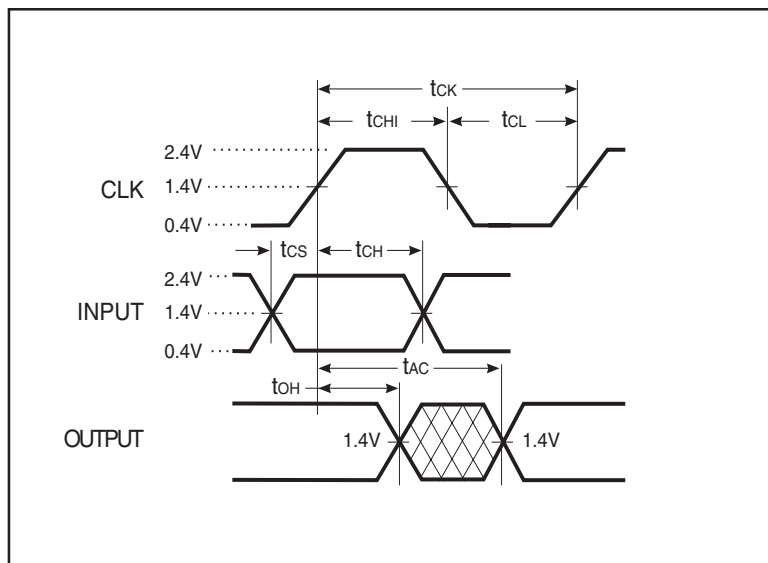 tCK
tCHI tCL
2.4V
CLK 1.4V
0.4V
tCS tCH
2.4V
INPUT 1.4V
0.4V
tAC
tOH
OUTPUT 1.4V 1.4V